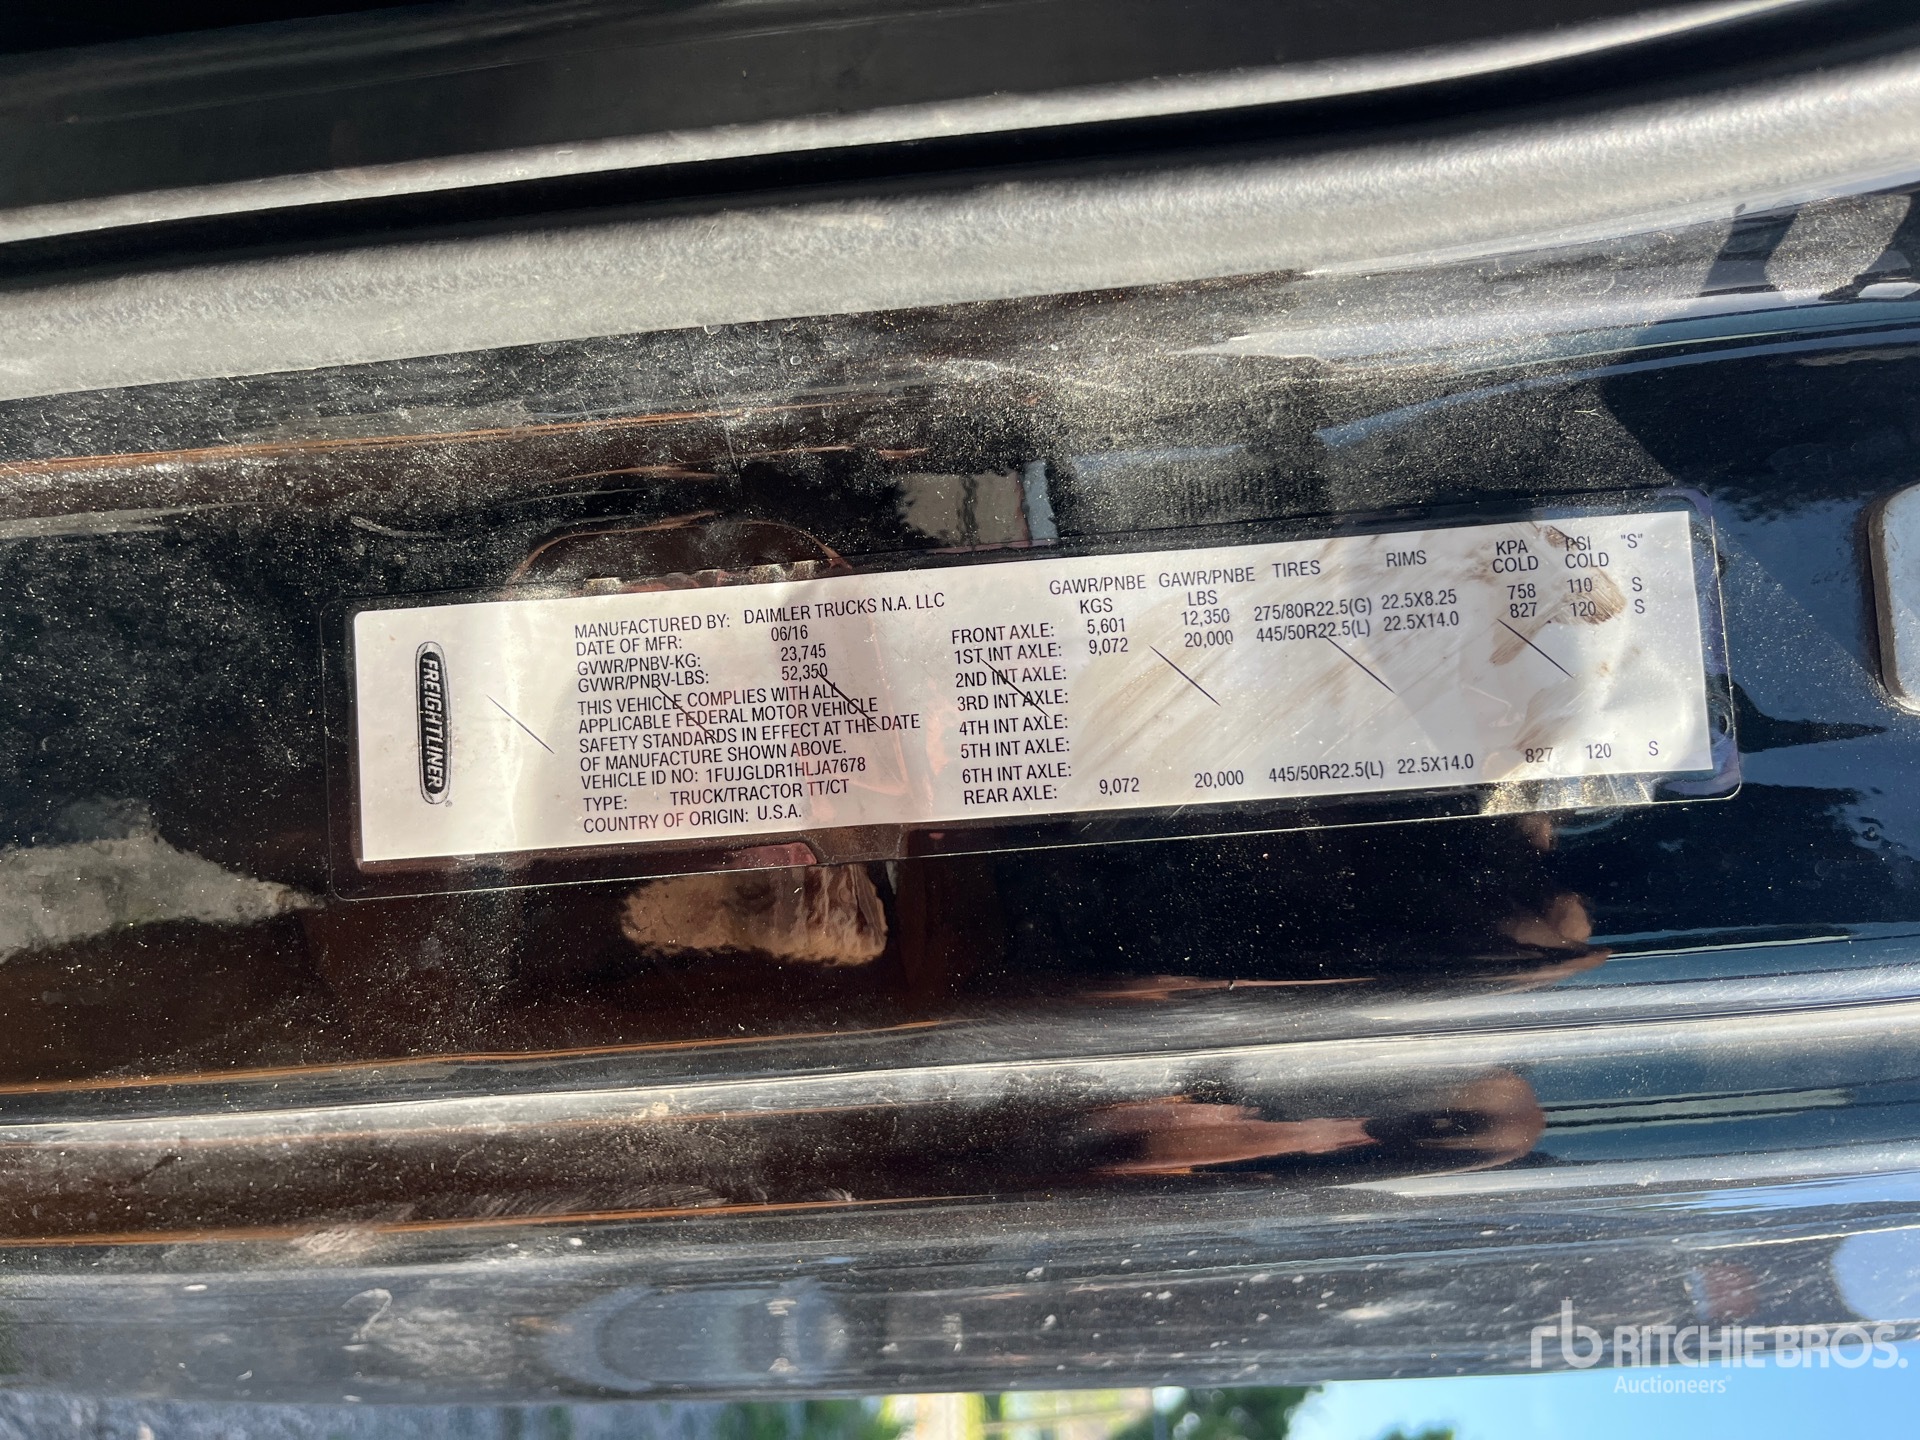 FREIGHTLINER
MANUFACTURED BY: DAIMLER TRUCKS N.A. LLC
DATE OF MFR: 06/16
GVWR/PNBV-KG: 23,745
GVWR/PNBV-LBS: 52,350
THIS VEHICLE COMPLIES WITH ALL
APPLICABLE FEDERAL MOTOR VEHICLE
SAFETY STANDARDS IN EFFECT AT THE DATE
OF MANUFACTURE SHOWN ABOVE.
VEHICLE ID NO: 1FUJGLDR1HLJA7678
TYPE: TRUCK/TRACTOR TT/CT
COUNTRY OF ORIGIN: U.S.A.
GAWR/PNBE GAWR/PNBE TIRES RIMS KPA PSI "S"
KGS LBS COLD COLD
FRONT AXLE: 5,601 12,350 275/80R22.5(G) 22.5X8.25 758 110 S
1ST INT AXLE: 9,072 20,000 445/50R22.5(L) 22.5X14.0 827 120 S
2ND INT AXLE:
3RD INT AXLE:
4TH INT AXLE:
5TH INT AXLE:
6TH INT AXLE:
REAR AXLE: 9,072 20,000 445/50R22.5(L) 22.5X14.0 827 120 S
rb RITCHIE BROS.
Auctioneers